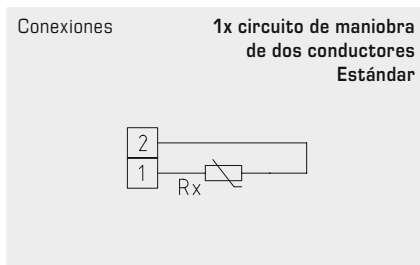 Conexiones
1x circuito de maniobra
de dos conductores
Estándar
2
1
Rx